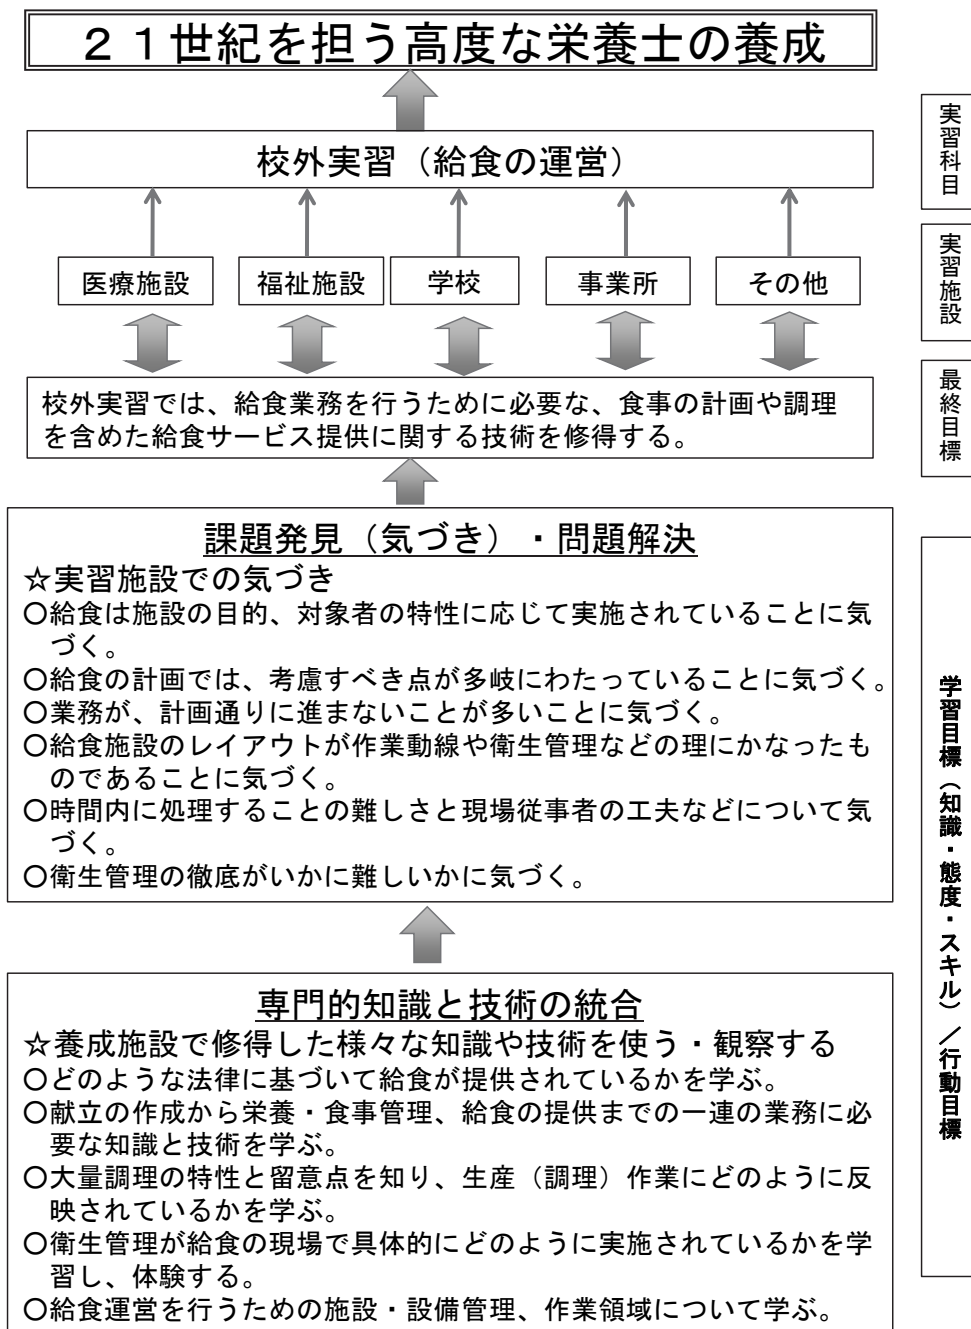 ２１世紀を担う高度な栄養士の養成
校外実習（給食の運営）
医療施設
福祉施設
学校
事業所
その他
校外実習では、給食業務を行うために必要な、食事の計画や調理
を含めた給食サービス提供に関する技術を修得する。
課題発見（気づき）・問題解決
☆実習施設での気づき
○給食は施設の目的、対象者の特性に応じて実施されていることに気
づく。
○給食の計画では、考慮すべき点が多岐にわたっていることに気づく。
○業務が、計画通りに進まないことが多いことに気づく。
○給食施設のレイアウトが作業動線や衛生管理などの理にかなったも
のであることに気づく。
○時間内に処理することの難しさと現場従事者の工夫などについて気
づく。
○衛生管理の徹底がいかに難しいかに気づく。
専門的知識と技術の統合
☆養成施設で修得した様々な知識や技術を使う・観察する
○どのような法律に基づいて給食が提供されているかを学ぶ。
○献立の作成から栄養・食事管理、給食の提供までの一連の業務に必
要な知識と技術を学ぶ。
○大量調理の特性と留意点を知り、生産（調理）作業にどのように反
映されているかを学ぶ。
○衛生管理が給食の現場で具体的にどのように実施されているかを学
習し、体験する。
○給食運営を行うための施設・設備管理、作業領域について学ぶ。
実習科目
実習施設
最終目標
学習目標（知識・態度・スキル）／行動目標